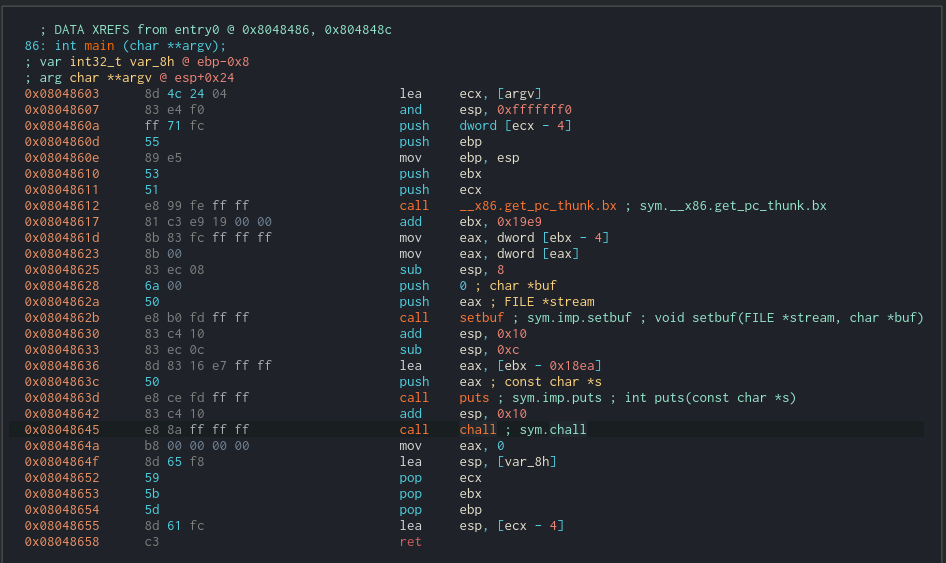 ; DATA XREFS from entry0 @ 0x8048486, 0x804848c
86: int main (char **argv);
; var int32_t var_8h @ ebp-0x8
; arg char **argv @ esp+0x24
0x08048603 8d 4c 24 04 lea ecx, [argv]
0x08048607 83 e4 f0 and esp, 0xfffffff0
0x0804860a ff 71 fc push dword [ecx - 4]
0x0804860d 55 push ebp
0x0804860e 89 e5 mov ebp, esp
0x08048610 53 push ebx
0x08048611 51 push ecx
0x08048612 e8 99 fe ff ff call __x86.get_pc_thunk.bx ; sym.__x86.get_pc_thunk.bx
0x08048617 81 c3 e9 19 00 00 add ebx, 0x19e9
0x0804861d 8b 83 fc ff ff ff mov eax, dword [ebx - 4]
0x08048623 8b 00 mov eax, dword [eax]
0x08048625 83 ec 08 sub esp, 8
0x08048628 6a 00 push 0 ; char *buf
0x0804862a 50 push eax ; FILE *stream
0x0804862b e8 b0 fd ff ff call setbuf ; sym.imp.setbuf ; void setbuf(FILE *stream, char *buf)
0x08048630 83 c4 10 add esp, 0x10
0x08048633 83 ec 0c sub esp, 0xc
0x08048636 8d 83 16 e7 ff ff lea eax, [ebx - 0x18ea]
0x0804863c 50 push eax ; const char *s
0x0804863d e8 ce fd ff ff call puts ; sym.imp.puts ; int puts(const char *s)
0x08048642 83 c4 10 add esp, 0x10
0x08048645 e8 8a ff ff ff call chall ; sym.chall
0x0804864a b8 00 00 00 00 mov eax, 0
0x0804864f 8d 65 f8 lea esp, [var_8h]
0x08048652 59 pop ecx
0x08048653 5b pop ebx
0x08048654 5d pop ebp
0x08048655 8d 61 fc lea esp, [ecx - 4]
0x08048658 c3 ret